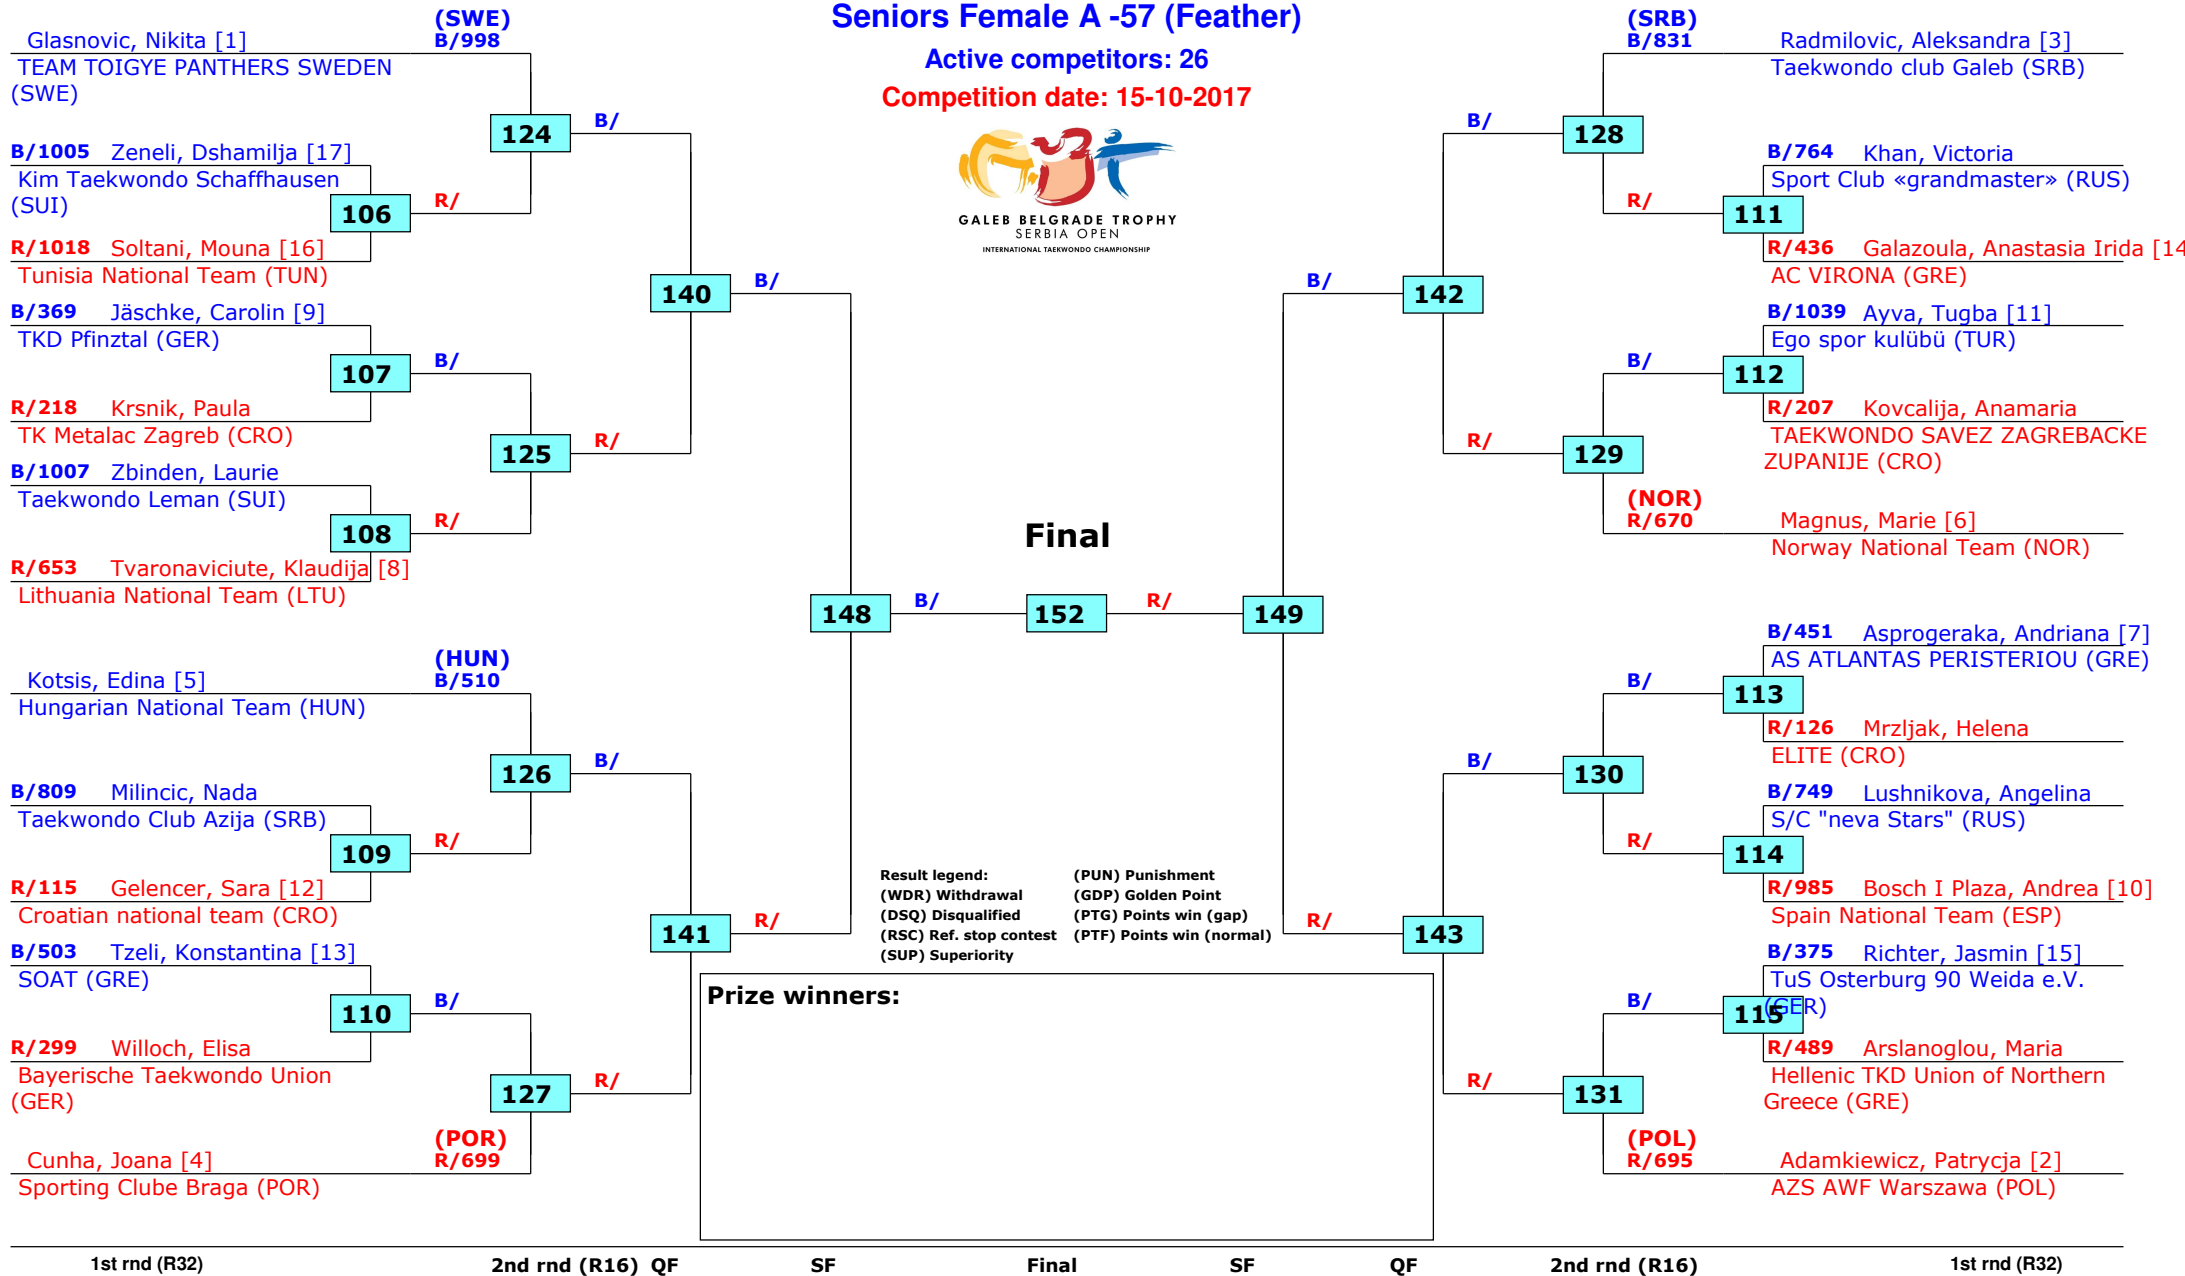 Seniors Female A -57 (Feather)
Active competitors: 26
Competition date: 15-10-2017
GALEB BELGRADE TROPHY
SERBIA OPEN
INTERNATIONAL TAEKWONDO CHAMPIONSHIP
(SWE)
Glasnovic, Nikita [1] B/998
TEAM TOIGYE PANTHERS SWEDEN
(SWE)
124 B/
B/1005 Zeneli, Dshamilja [17]
Kim Taekwondo Schaffhausen
(SUI)
106 R/
R/1018 Soltani, Mouna [16]
Tunisia National Team (TUN)
140 B/
B/369 Jäschke, Carolin [9]
TKD Pfinztal (GER)
107 B/
R/218 Krsnik, Paula
TK Metalac Zagreb (CRO)
125 R/
B/1007 Zbinden, Laurie
Taekwondo Leman (SUI)
108 R/
R/653 Tvaronaviciute, Klaudija [8]
Lithuania National Team (LTU)
148 B/
(HUN)
Kotsis, Edina [5] B/510
Hungarian National Team (HUN)
126 B/
B/809 Milincic, Nada
Taekwondo Club Azija (SRB)
109 R/
R/115 Gelencer, Sara [12]
Croatian national team (CRO)
141 R/
B/503 Tzeli, Konstantina [13]
SOAT (GRE)
110 B/
R/299 Willoch, Elisa
Bayerische Taekwondo Union
(GER)
127 R/
(POR)
Cunha, Joana [4] R/699
Sporting Clube Braga (POR)
Final
152
(SRB)
B/831 Radmilovic, Aleksandra [3]
Taekwondo club Galeb (SRB)
B/ 128
B/764 Khan, Victoria
Sport Club «grandmaster» (RUS)
R/ 111
R/436 Galazoula, Anastasia Irida [14
AC VIRONA (GRE)
B/ 142
B/1039 Ayva, Tugba [11]
Ego spor kulübü (TUR)
B/ 112
R/207 Kovcalija, Anamaria
TAEKWONDO SAVEZ ZAGREBACKE
ZUPANIJE (CRO)
R/ 129
(NOR)
R/670 Magnus, Marie [6]
Norway National Team (NOR)
R/ 149
B/451 Asprogeraka, Andriana [7]
AS ATLANTAS PERISTERIOU (GRE)
B/ 113
R/126 Mrzljak, Helena
ELITE (CRO)
B/ 130
B/749 Lushnikova, Angelina
S/C "neva Stars" (RUS)
R/ 114
R/985 Bosch I Plaza, Andrea [10]
Spain National Team (ESP)
R/ 143
B/375 Richter, Jasmin [15]
TuS Osterburg 90 Weida e.V.
(GER)
B/ 115
R/489 Arslanoglou, Maria
Hellenic TKD Union of Northern
Greece (GRE)
R/ 131
(POL)
R/695 Adamkiewicz, Patrycja [2]
AZS AWF Warszawa (POL)
Result legend: (PUN) Punishment
(WDR) Withdrawal (GDP) Golden Point
(DSQ) Disqualified (PTG) Points win (gap)
(RSC) Ref. stop contest (PTF) Points win (normal)
(SUP) Superiority
Prize winners:
1st rnd (R32) 2nd rnd (R16) QF SF Final SF QF 2nd rnd (R16) 1st rnd (R32)